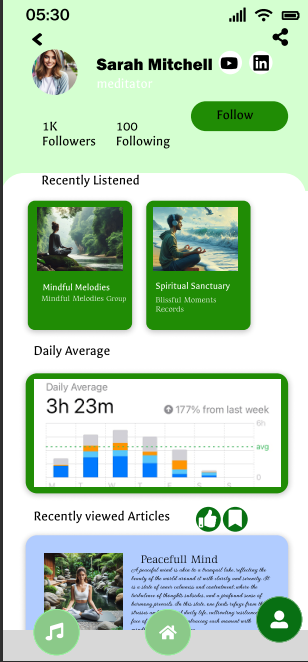 05:30
Sarah Mitchell
in
meditator
Follow
1K
Followers
100
Following
Recently Listened
Mindful Melodies
Mindful Melodies Group
Spiritual Sanctuary
Blissful Moments
Records
Daily Average
Daily Average
3h 23m
177% from last week
6h
avg
0
M T W T F S S
Recently viewed Articles
Peacefull Mind
A peaceful mind is akin to a tranquil lake, reflecting the
beauty of the world around it with clarity and serenity. It
is a state of inner calmness and contentment, where the
turbulence of thoughts subsides, and a profound sense of
harmony prevails. In this state, one finds refuge from the
stresses of daily life, cultivating resilience
face of embracing each moment with